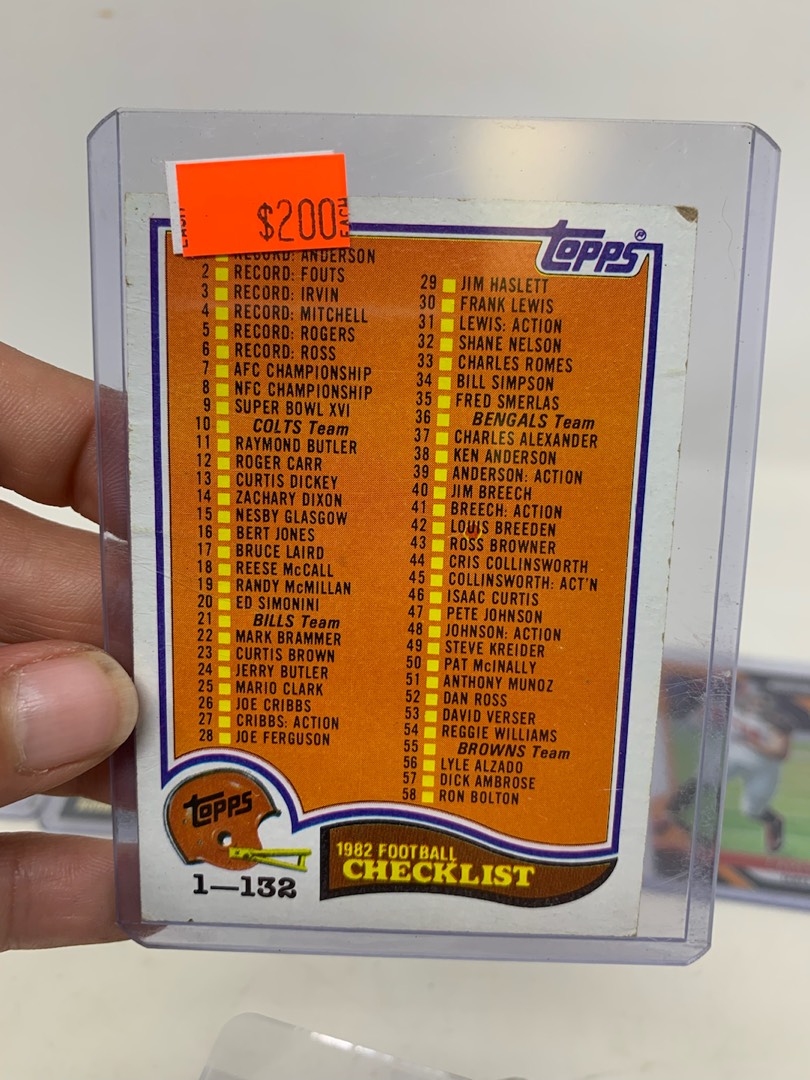 $200
EACH
topps®
RECORD: ANDERSON
2 RECORD: FOUTS
3 RECORD: IRVIN
4 RECORD: MITCHELL
5 RECORD: ROGERS
6 RECORD: ROSS
7 AFC CHAMPIONSHIP
8 NFC CHAMPIONSHIP
9 SUPER BOWL XVI
10 COLTS Team
11 RAYMOND BUTLER
12 ROGER CARR
13 CURTIS DICKEY
14 ZACHARY DIXON
15 NESBY GLASGOW
16 BERT JONES
17 BRUCE LAIRD
18 REESE McCALL
19 RANDY McMILLAN
20 ED SIMONINI
21 BILLS Team
22 MARK BRAMMER
23 CURTIS BROWN
24 JERRY BUTLER
25 MARIO CLARK
26 JOE CRIBBS
27 CRIBBS: ACTION
28 JOE FERGUSON
29 JIM HASLETT
30 FRANK LEWIS
31 LEWIS: ACTION
32 SHANE NELSON
33 CHARLES ROMES
34 BILL SIMPSON
35 FRED SMERLAS
36 BENGALS Team
37 CHARLES ALEXANDER
38 KEN ANDERSON
39 ANDERSON: ACTION
40 JIM BREECH
41 BREECH: ACTION
42 LOUIS BREEDEN
43 ROSS BROWNER
44 CRIS COLLINSWORTH
45 COLLINSWORTH: ACT'N
46 ISAAC CURTIS
47 PETE JOHNSON
48 JOHNSON: ACTION
49 STEVE KREIDER
50 PAT McINALLY
51 ANTHONY MUNOZ
52 DAN ROSS
53 DAVID VERSER
54 REGGIE WILLIAMS
55 BROWNS Team
56 LYLE ALZADO
57 DICK AMBROSE
58 RON BOLTON
topps
1—132
1982 FOOTBALL
CHECKLIST